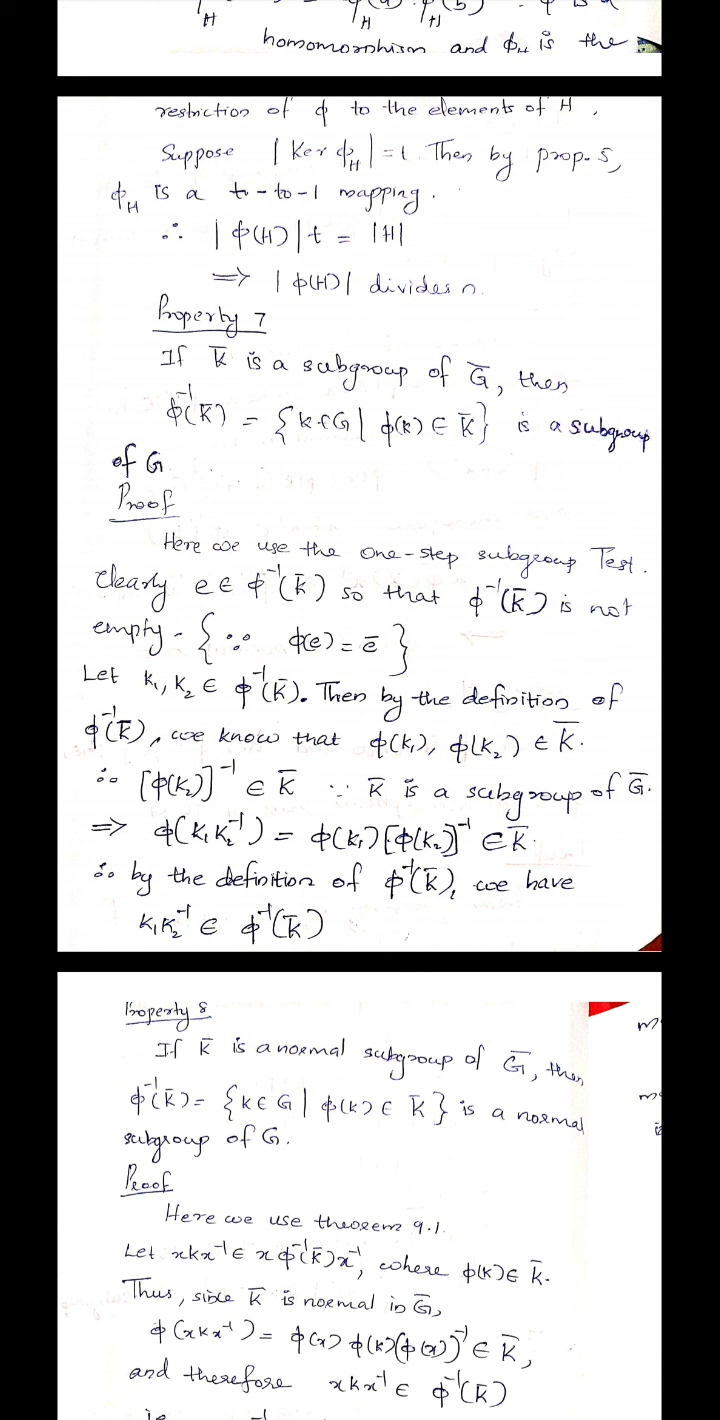 homomorphism and ϕ_H is the
restriction of ϕ to the elements of H.
Suppose |Ker ϕ_H| = t. Then by prop. 5,
ϕ_H is a t-to-1 mapping.
∴ |ϕ(H)| t = |H|
⇒ |ϕ(H)| divides n.
Property 7
If K̅ is a subgroup of G̅, then
ϕ⁻¹(K̅) = {k∈G | ϕ(k) ∈ K̅} is a subgroup
of G
Proof
Here we use the one-step subgroup Test.
Clearly e ∈ ϕ⁻¹(K̅) so that ϕ⁻¹(K̅) is not
empty - {∵ ϕ(e) = e̅}
Let k₁, k₂ ∈ ϕ⁻¹(K̅). Then by the definition of
ϕ⁻¹(K̅), we know that ϕ(k₁), ϕ(k₂) ∈ K̅.
∴ [ϕ(k₂)]⁻¹ ∈ K̅ ∵ K̅ is a subgroup of G̅.
⇒ ϕ(k₁k₂⁻¹) = ϕ(k₁)[ϕ(k₂)]⁻¹ ∈ K̅.
∴ by the definition of ϕ⁻¹(K̅), we have
k₁k₂⁻¹ ∈ ϕ⁻¹(K̅)
Property 8
If K̅ is a normal subgroup of G̅, then
ϕ⁻¹(K̅) = {k∈G | ϕ(k) ∈ K̅} is a normal
subgroup of G.
Proof
Here we use theorem 9.1.
Let xkx⁻¹ ∈ xϕ⁻¹(K̅)x⁻¹, where ϕ(k) ∈ K̅.
Thus, since K̅ is normal in G̅,
ϕ(xkx⁻¹) = ϕ(x) ϕ(k)(ϕ(x))⁻¹ ∈ K̅,
and therefore xkx⁻¹ ∈ ϕ⁻¹(K̅)